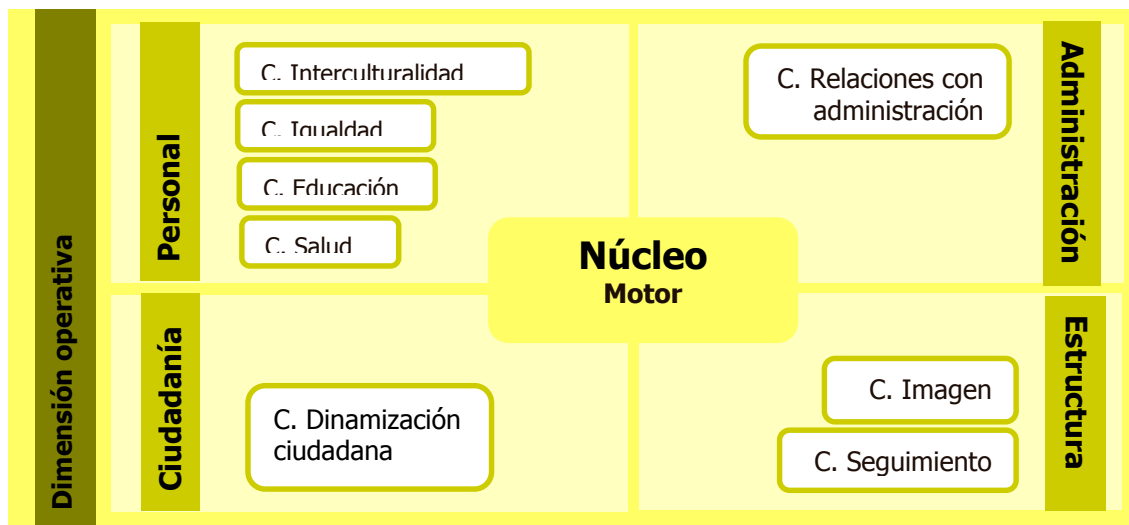 Dimensión operativa
Personal
C. Interculturalidad
C. Igualdad
C. Educación
C. Salud
C. Relaciones con
administración
Administración
Núcleo
Motor
Ciudadanía
C. Dinamización
ciudadana
C. Imagen
C. Seguimiento
Estructura